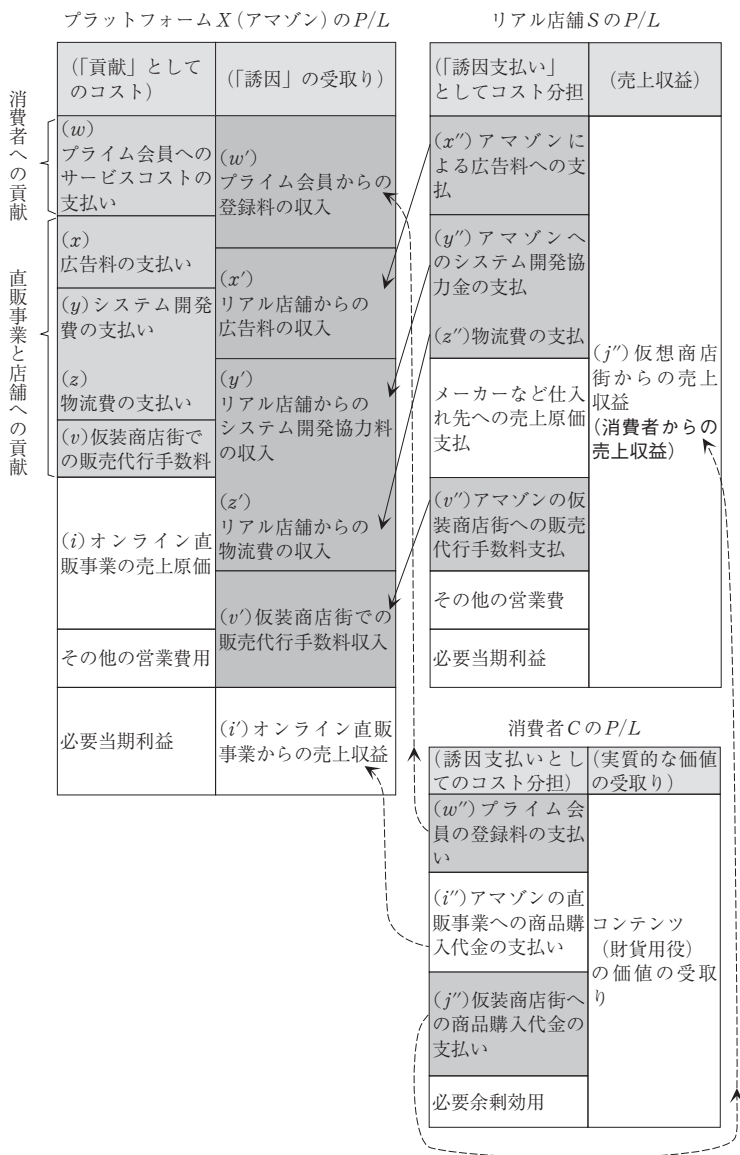 プラットフォームX(アマゾン)のP/L
(「貢献」として
のコスト)
(「誘因」の受取り)
消費者への貢献
(w)
プライム会員への
サービスコストの
支払い
直販事業と店舗への貢献
(x)
広告料の支払い
(y)システム開発
費の支払い
(z)
物流費の支払い
(v)仮装商店街で
の販売代行手数料
(i)オンライン直
販事業の売上原価
その他の営業費用
必要当期利益
(w′)
プライム会員からの
登録料の収入
(x′)
リアル店舗からの
広告料の収入
(y′)
リアル店舗からの
システム開発協力料
の収入
(z′)
リアル店舗からの
物流費の収入
(v′)仮装商店街での
販売代行手数料収入
(i′)オンライン直販
事業からの売上収益
リアル店舗SのP/L
(「誘因支払い」
としてコスト分担)
(売上収益)
(x″)アマゾンに
よる広告料への支
払
(y″)アマゾンへ
のシステム開発協
力金の支払
(z″)物流費の支払
メーカーなど仕入
れ先への売上原価
支払
(v″)アマゾンの仮
装商店街への販売
代行手数料支払
その他の営業費
必要当期利益
(j″)仮想商店
街からの売上
収益
(消費者からの
売上収益)
消費者CのP/L
(誘因支払いとし
てのコスト分担)
(実質的な価値
の受取り)
(w″)プライム会
員の登録料の支払
い
(i″)アマゾンの直
販事業への商品購
入代金の支払い
(j″)仮装商店街へ
の商品購入代金の
支払い
必要余剰効用
コンテンツ
(財貨用役)
の価値の受取
り